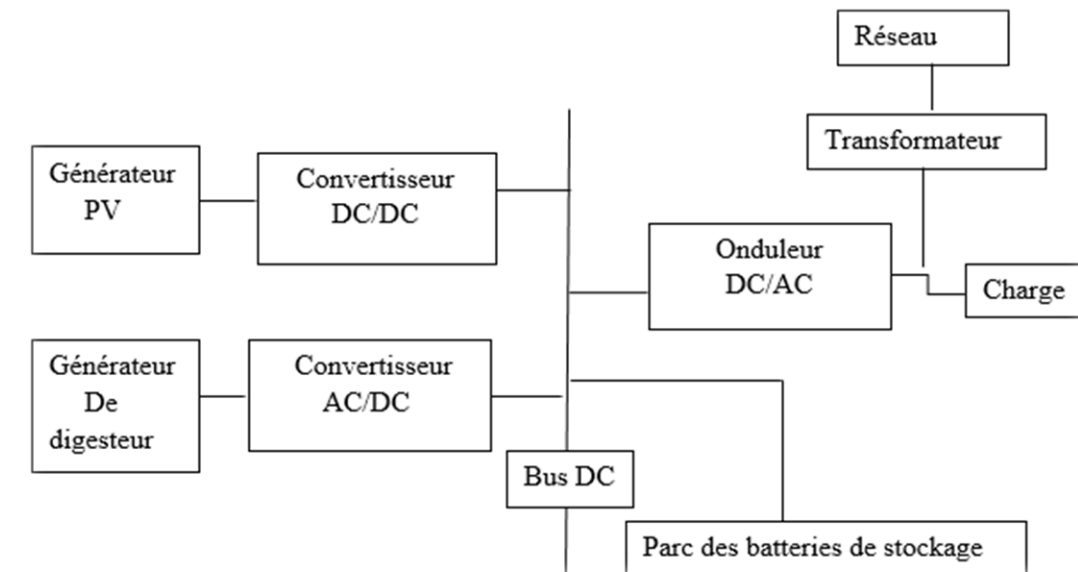 Réseau
Transformateur
Générateur
PV
Convertisseur
DC/DC
Onduleur
DC/AC
Charge
Générateur
De
digesteur
Convertisseur
AC/DC
Bus DC
Parc des batteries de stockage